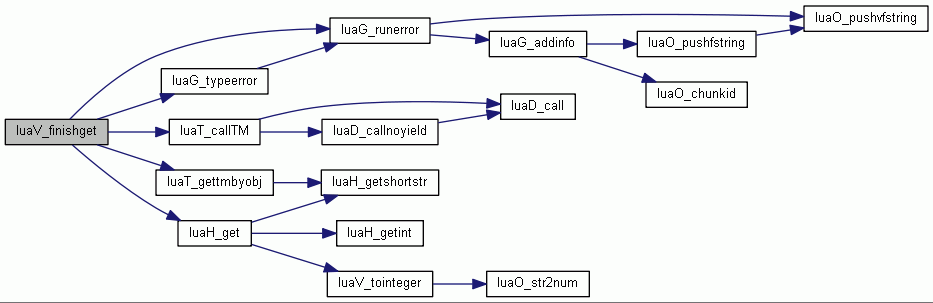 luaO_pushvfstring
luaG_runerror
luaG_addinfo
luaO_pushfstring
luaG_typeerror
luaO_chunkid
luaD_call
luaV_finishget
luaT_callTM
luaD_callnoyield
luaT_gettmbyobj
luaH_getshortstr
luaH_get
luaH_getint
luaV_tointeger
luaO_str2num